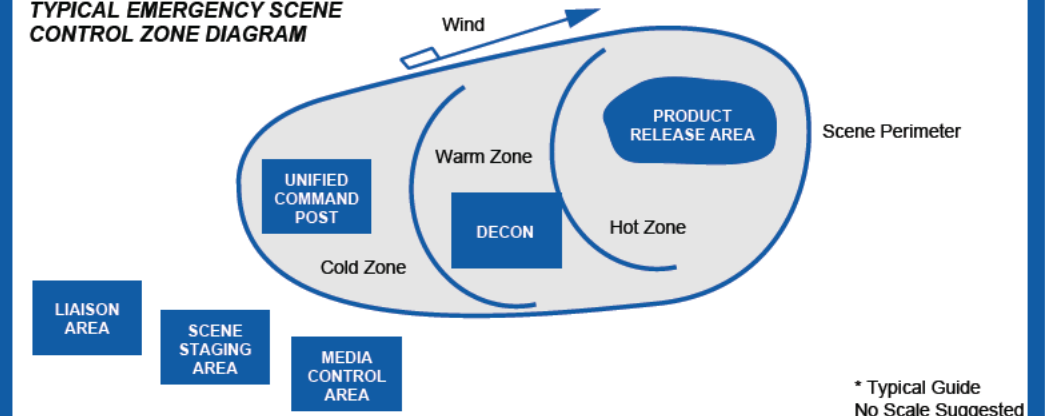 TYPICAL EMERGENCY SCENE
CONTROL ZONE DIAGRAM
Wind
PRODUCT
RELEASE AREA
Scene Perimeter
Warm Zone
UNIFIED
COMMAND
POST
DECON
Hot Zone
Cold Zone
LIAISON
AREA
SCENE
STAGING
AREA
MEDIA
CONTROL
AREA
* Typical Guide
No Scale Suggested